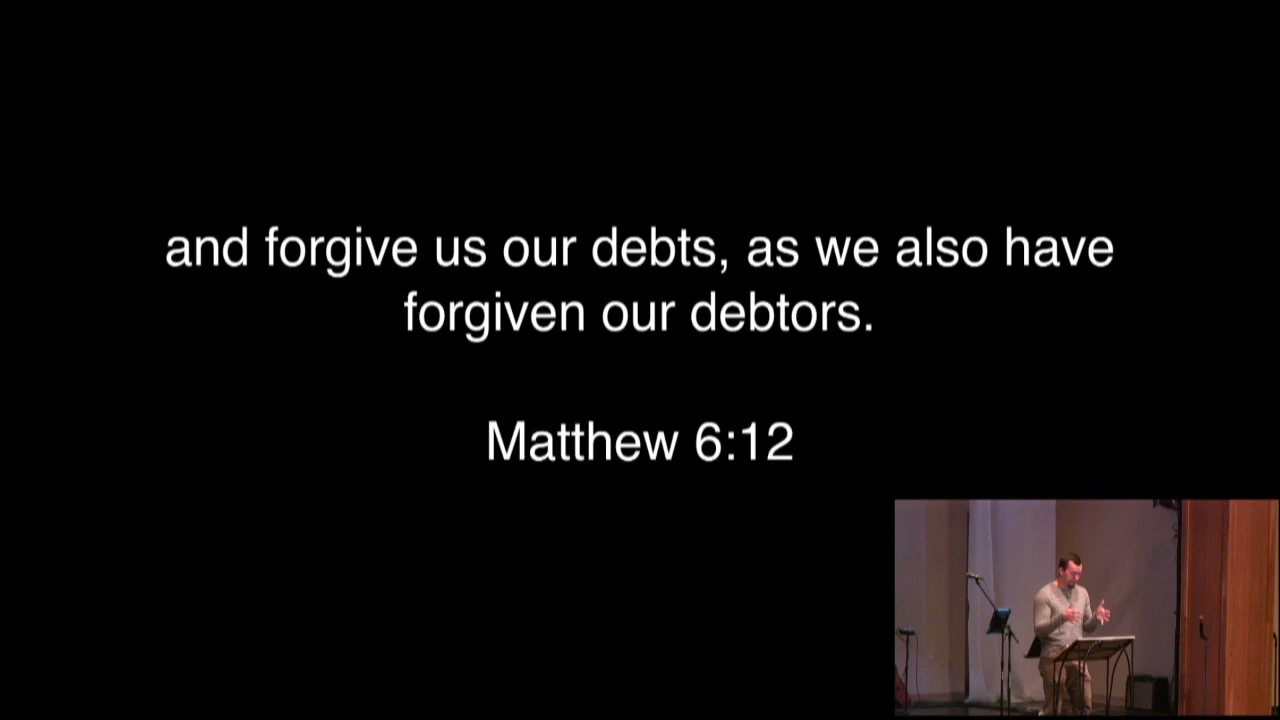 and forgive us our debts, as we also have
forgiven our debtors.
Matthew 6:12